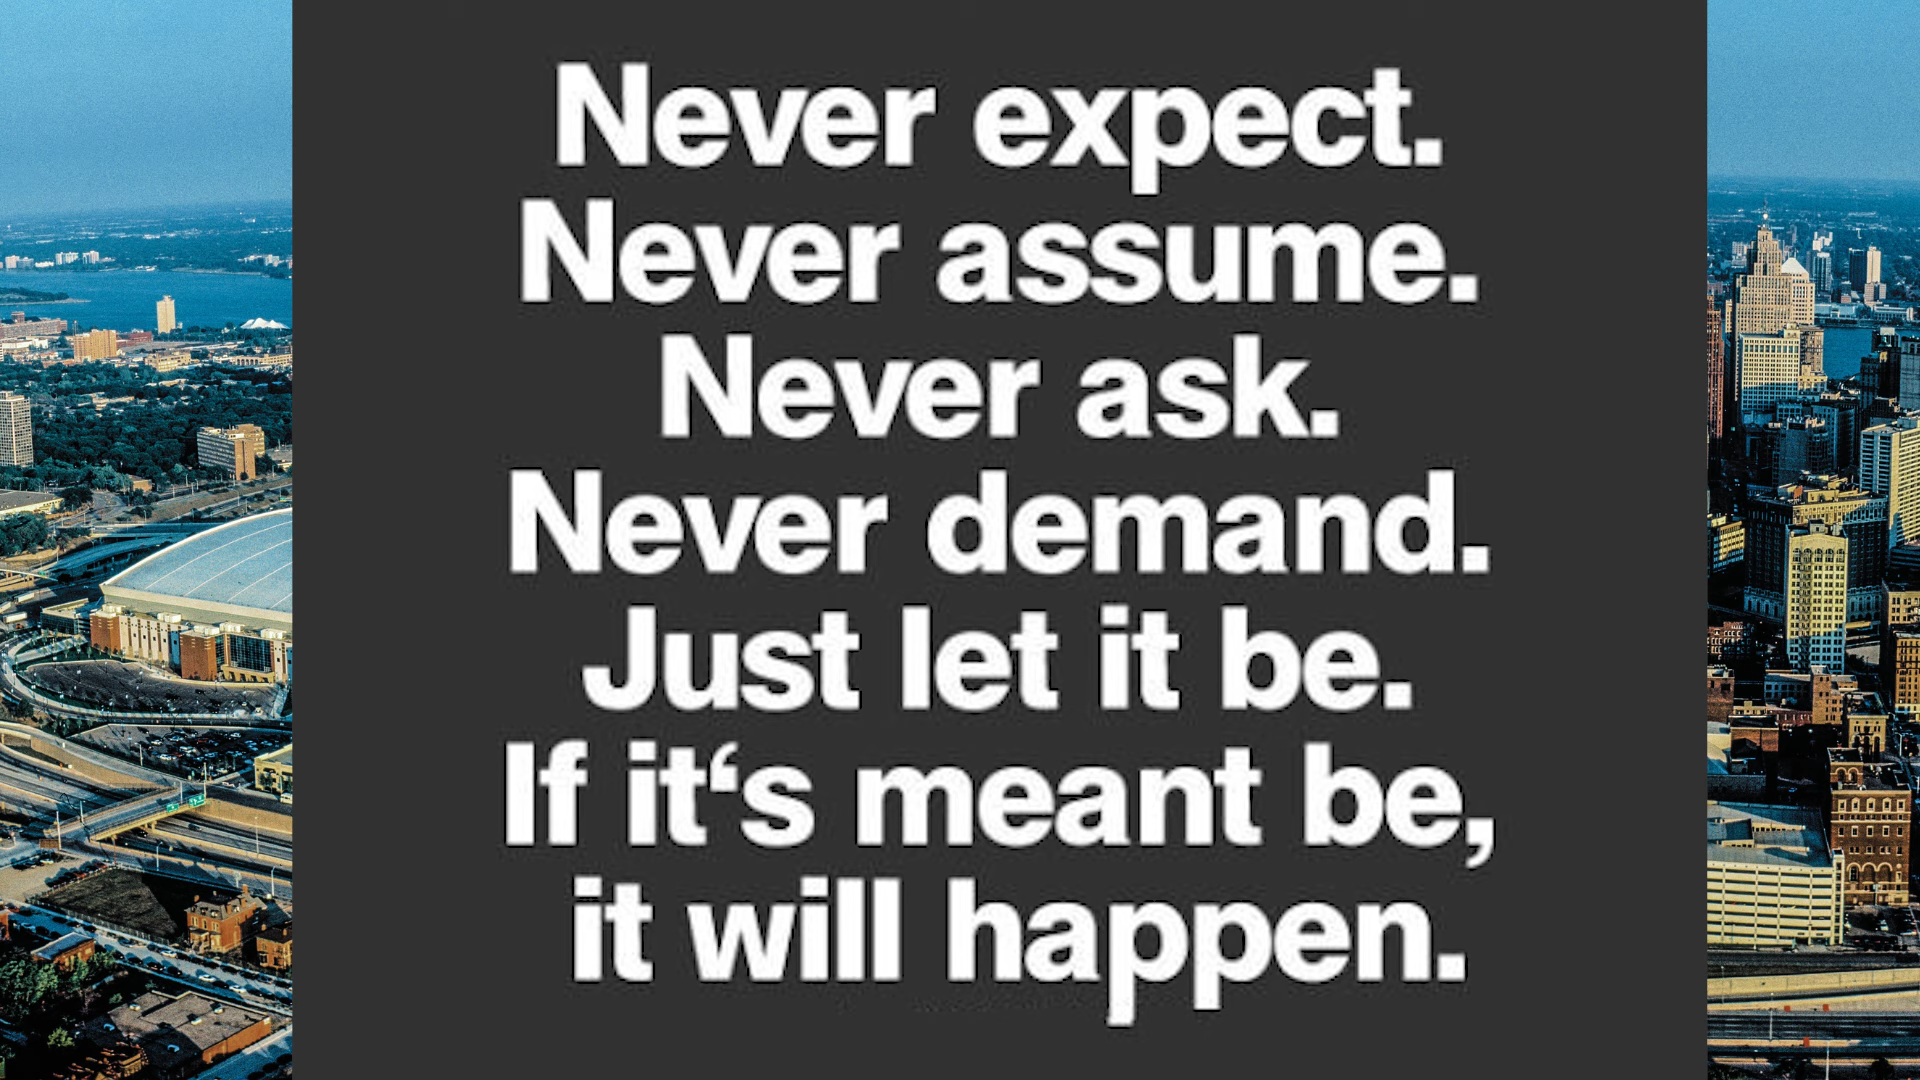 Never expect.
Never assume.
Never ask.
Never demand.
Just let it be.
If it‘s meant be,
it will happen.